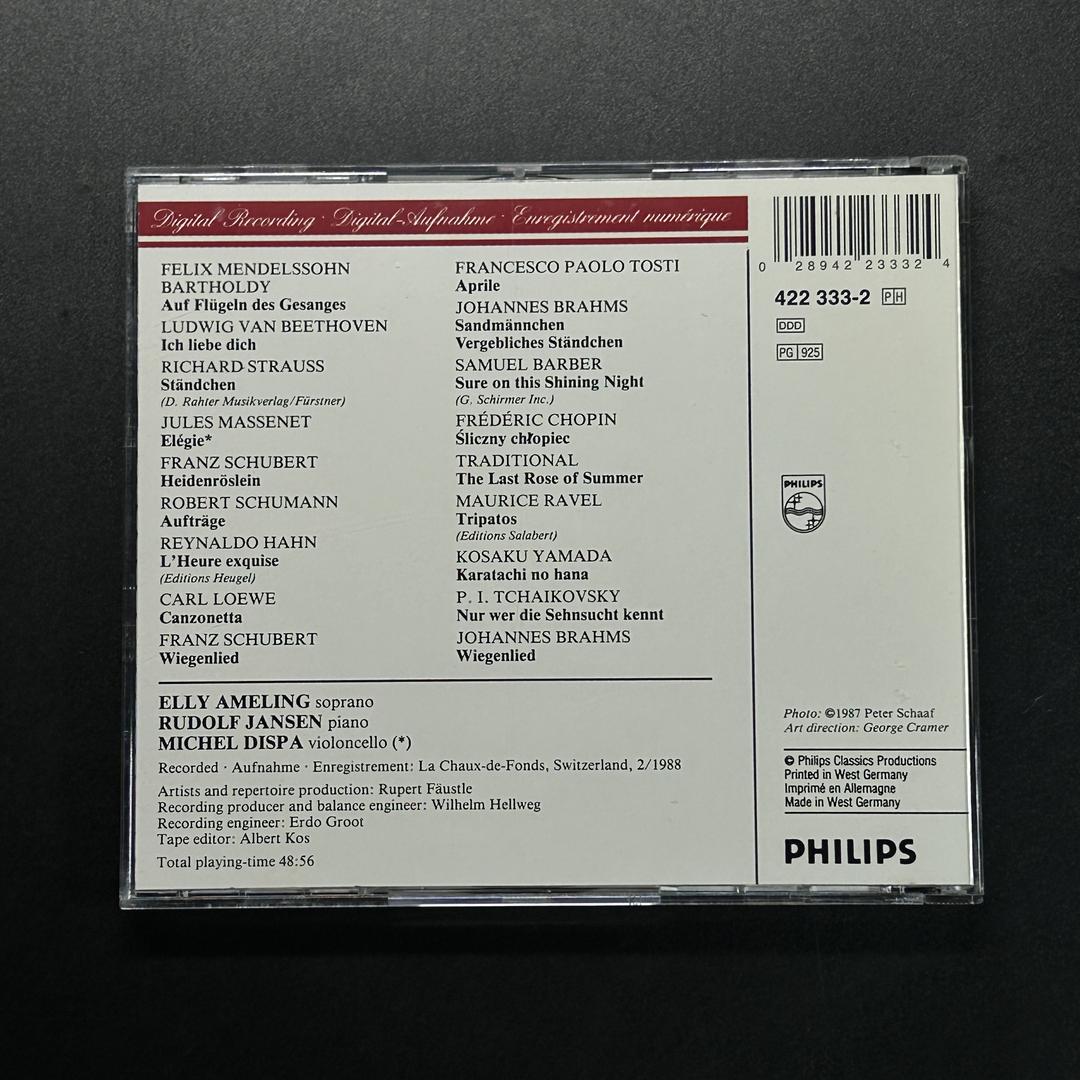 Digital Recording · Digital-Aufnahme · Enregistrement numérique
FELIX MENDELSSOHN
BARTHOLDY
Auf Flügeln des Gesanges
LUDWIG VAN BEETHOVEN
Ich liebe dich
RICHARD STRAUSS
Ständchen
(D. Rahter Musikverlag/Fürstner)
JULES MASSENET
Elégie*
FRANZ SCHUBERT
Heidenröslein
ROBERT SCHUMANN
Aufträge
REYNALDO HAHN
L'Heure exquise
(Editions Heugel)
CARL LOEWE
Canzonetta
FRANZ SCHUBERT
Wiegenlied
FRANCESCO PAOLO TOSTI
Aprile
JOHANNES BRAHMS
Sandmännchen
Vergebliches Ständchen
SAMUEL BARBER
Sure on this Shining Night
(G. Schirmer Inc.)
FRÉDÉRIC CHOPIN
Śliczny chłopiec
TRADITIONAL
The Last Rose of Summer
MAURICE RAVEL
Tripatos
(Editions Salabert)
KOSAKU YAMADA
Karatachi no hana
P. I. TCHAIKOVSKY
Nur wer die Sehnsucht kennt
JOHANNES BRAHMS
Wiegenlied
ELLY AMELING soprano
RUDOLF JANSEN piano
MICHEL DISPA violoncello (*)
Recorded · Aufnahme · Enregistrement: La Chaux-de-Fonds, Switzerland, 2/1988
Artists and repertoire production: Rupert Fäustle
Recording producer and balance engineer: Wilhelm Hellweg
Recording engineer: Erdo Groot
Tape editor: Albert Kos
Total playing-time 48:56
0 28942 23332 4
422 333-2 PH
DDD
PG 925
PHILIPS
Photo: ©1987 Peter Schaaf
Art direction: George Cramer
℗ Philips Classics Productions
Printed in West Germany
Imprimé en Allemagne
Made in West Germany
PHILIPS